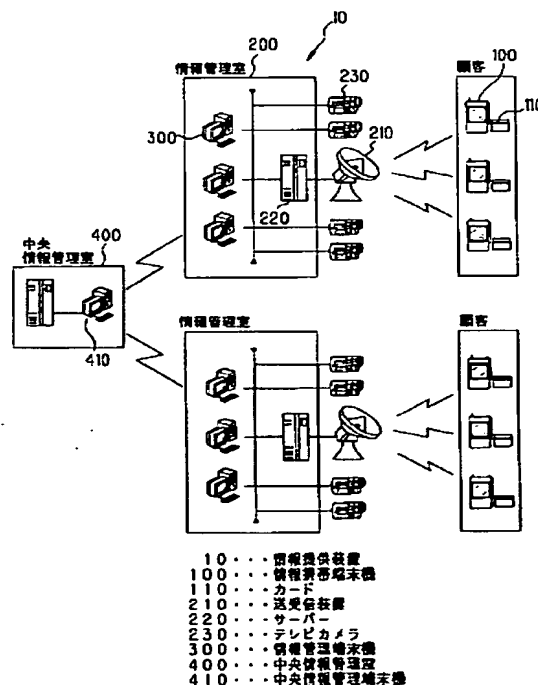 10
200
情報管理室
230
顧客
100
110
300
210
220
中央
情報管理室
400
410
情報管理室
顧客
10・・・情報提供装置
100・・・情報携帯端末機
110・・・カード
210・・・送受信装置
220・・・サーバー
230・・・テレビカメラ
300・・・情報管理端末機
400・・・中央情報管理室
410・・・中央情報管理端末機